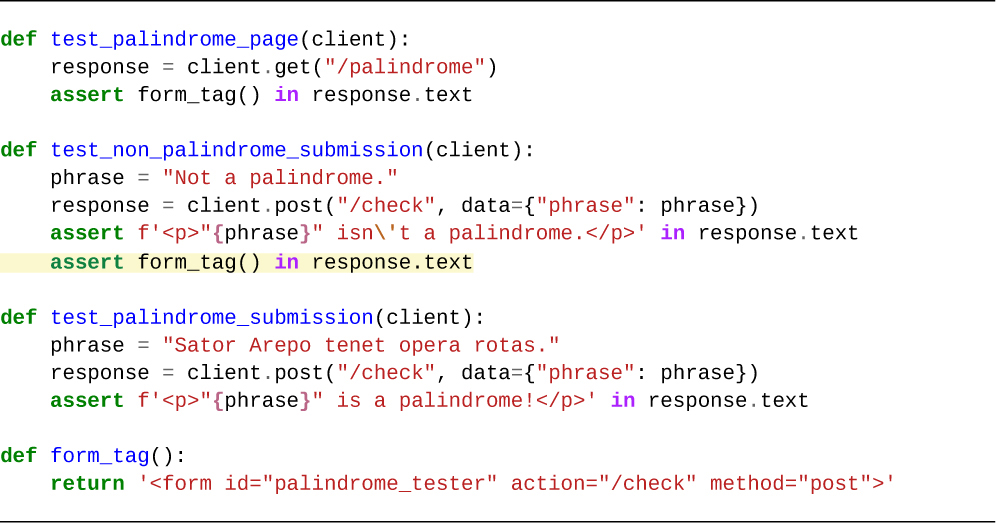 def test_palindrome_page(client):
    response = client.get("/palindrome")
    assert form_tag() in response.text

def test_non_palindrome_submission(client):
    phrase = "Not a palindrome."
    response = client.post("/check", data={"phrase": phrase})
    assert f'<p>"{phrase}" isn\'t a palindrome.</p>' in response.text
    assert form_tag() in response.text

def test_palindrome_submission(client):
    phrase = "Sator Arepo tenet opera rotas."
    response = client.post("/check", data={"phrase": phrase})
    assert f'<p>"{phrase}" is a palindrome!</p>' in response.text

def form_tag():
    return '<form id="palindrome_tester" action="/check" method="post">'